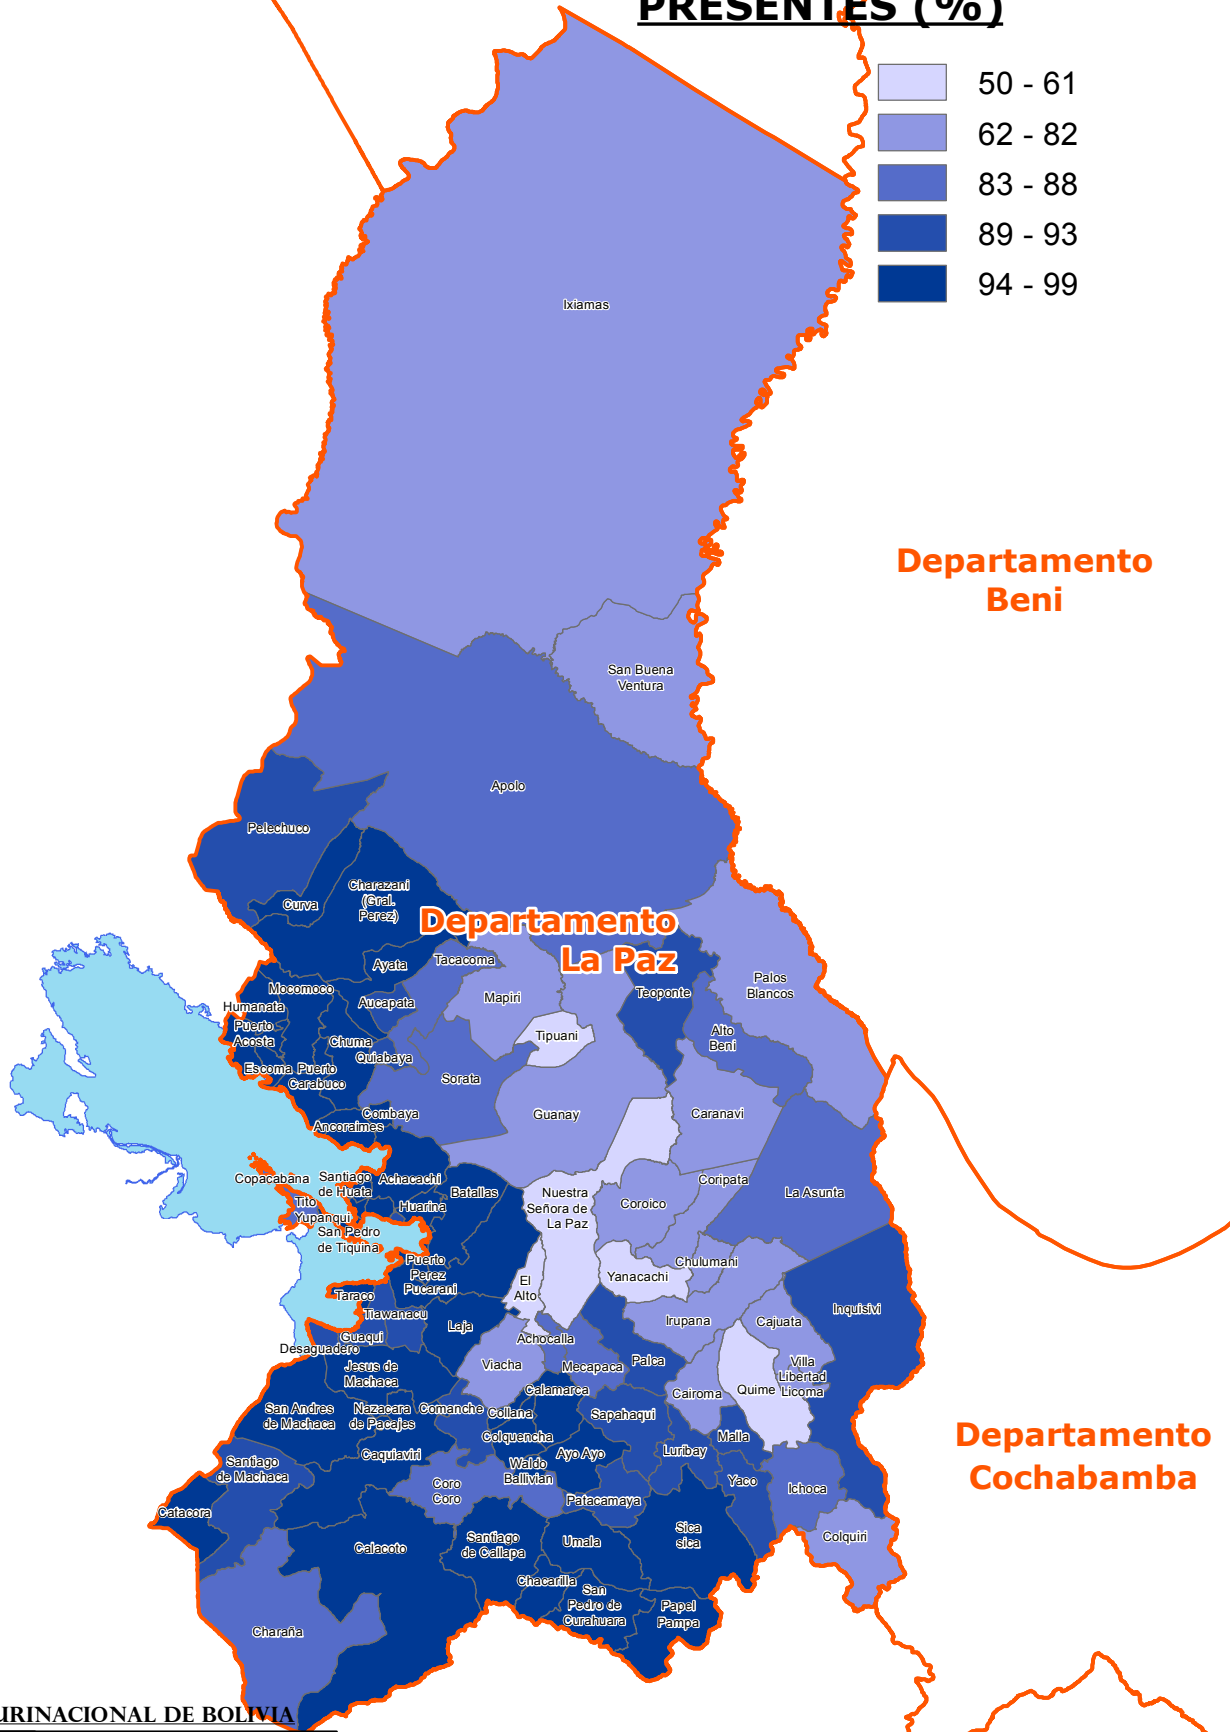 PRESENTES (%)
50 - 61
62 - 82
83 - 88
89 - 93
94 - 99
Ixiamas
Departamento
Beni
San Buena
Ventura
Apolo
Pelechuco
Charazani
(Gral.
Perez)
Curva
Departamento
La Paz
Ayata
Tacacoma
Palos
Blancos
Mocomoco
Humanata
Aucapata
Mapiri
Teoponte
Puerto
Acosta
Tipuani
Alto
Beni
Chuma
Quiabaya
Escoma
Puerto
Carabuco
Sorata
Combaya
Guanay
Caranavi
Ancoraimes
Copacabana
Santiago
de Huata
Achacachi
Batallas
Nuestra
Señora de
La Paz
Coroico
Coripata
La Asunta
Tito
Yupanqui
Huarina
San Pedro
de Tiquina
Puerto
Perez
Pucarani
El
Alto
Yanacachi
Chulumani
Taraco
Tiawanacu
Laja
Irupana
Cajuata
Inquisivi
Guaqui
Desaguadero
Achocalla
Jesus de
Machaca
Viacha
Mecapaca
Palca
Villa
Libertad
Licoma
Calamarca
Cairoma
Quime
San Andres
de Machaca
Nazacara
de Pacajes
Comanche
Collana
Sapahaqui
Colquencha
Malla
Departamento
Cochabamba
Caquiaviri
Ayo Ayo
Luribay
Santiago
de Machaca
Waldo
Ballivian
Coro
Coro
Yaco
Ichoca
Patacamaya
Catacora
Sica
sica
Colquiri
Calacoto
Santiago
de Callapa
Umala
Chacarilla
San
Pedro de
Curahuara
Papel
Pampa
Charaña
URINACIONAL DE BOLIVIA